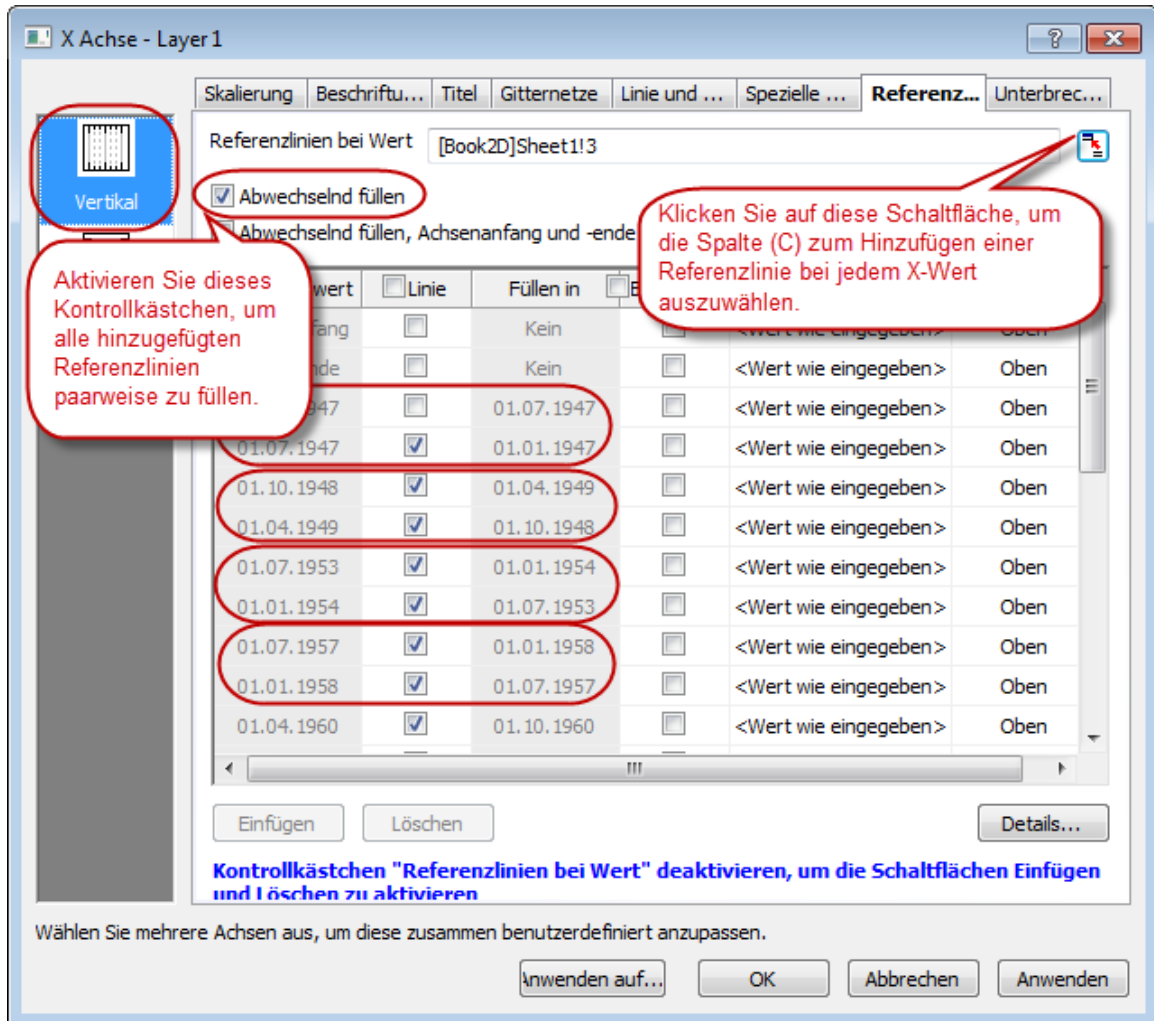 X Achse - Layer 1
Skalierung Beschriftu... Titel Gitternetze Linie und ... Spezielle ... Referenz... Unterbrec...
Referenzlinien bei Wert [Book2D]Sheet1!3
Vertikal
Abwechselnd füllen
Abwechselnd füllen, Achsenanfang und -ende
Klicken Sie auf diese Schaltfläche, um
die Spalte (C) zum Hinzufügen einer
Referenzlinie bei jedem X-Wert
auszuwählen.
Aktivieren Sie dieses
Kontrollkästchen, um
alle hinzugefügten
Referenzlinien
paarweise zu füllen.
wert Linie Füllen in
fang Kein <Wert wie eingegeben> Oben
nde Kein <Wert wie eingegeben> Oben
947 01.07.1947 <Wert wie eingegeben> Oben
01.07.1947 01.01.1947 <Wert wie eingegeben> Oben
01.10.1948 01.04.1949 <Wert wie eingegeben> Oben
01.04.1949 01.10.1948 <Wert wie eingegeben> Oben
01.07.1953 01.01.1954 <Wert wie eingegeben> Oben
01.01.1954 01.07.1953 <Wert wie eingegeben> Oben
01.07.1957 01.01.1958 <Wert wie eingegeben> Oben
01.01.1958 01.07.1957 <Wert wie eingegeben> Oben
01.04.1960 01.10.1960 <Wert wie eingegeben> Oben
Einfügen Löschen Details...
Kontrollkästchen "Referenzlinien bei Wert" deaktivieren, um die Schaltflächen Einfügen
und Löschen zu aktivieren
Wählen Sie mehrere Achsen aus, um diese zusammen benutzerdefiniert anzupassen.
Anwenden auf... OK Abbrechen Anwenden